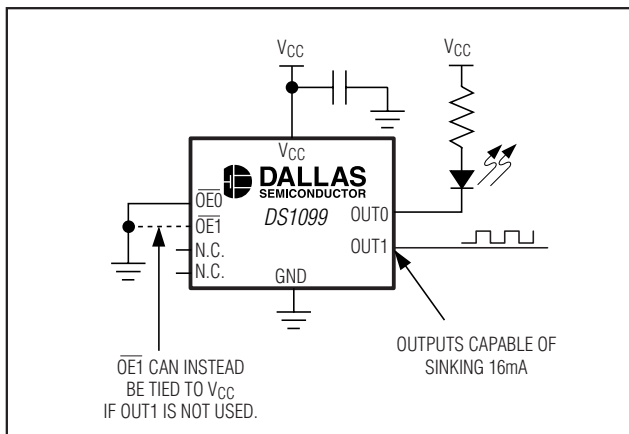 VCC
VCC
VCC
DALLAS
SEMICONDUCTOR
DS1099
OE0
OE1
N.C.
N.C.
OUT0
OUT1
GND
OE1 CAN INSTEAD
BE TIED TO VCC
IF OUT1 IS NOT USED.
OUTPUTS CAPABLE OF
SINKING 16mA